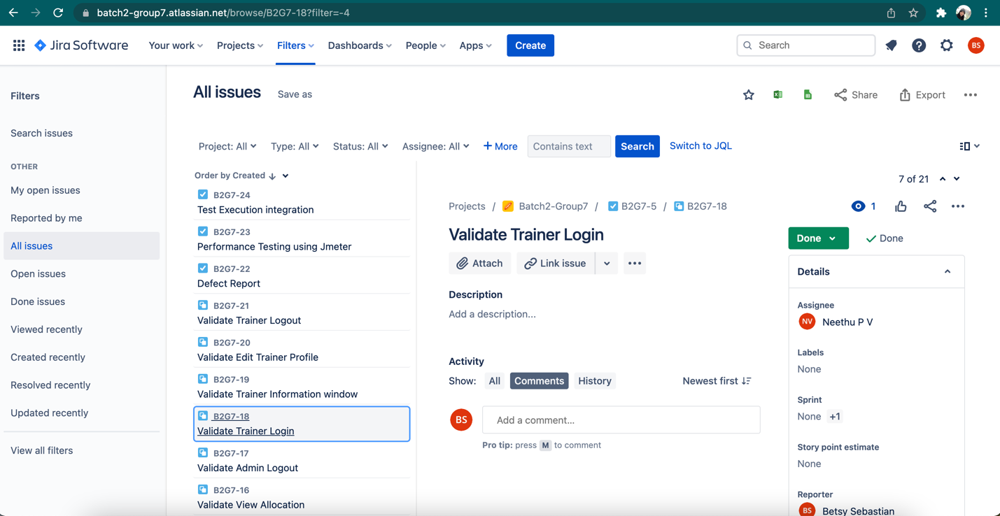 batch2-group7.atlassian.net/browse/B2G7-18?filter=-4
Jira Software Your work Projects Filters Dashboards People Apps Create Search BS
Filters
Search issues
OTHER
My open issues
Reported by me
All issues
Open issues
Done issues
Viewed recently
Created recently
Resolved recently
Updated recently
View all filters
All issues Save as Share Export
Project: All Type: All Status: All Assignee: All + More Contains text Search Switch to JQL
Order by Created
B2G7-24
Test Execution integration
B2G7-23
Performance Testing using Jmeter
B2G7-22
Defect Report
B2G7-21
Validate Trainer Logout
B2G7-20
Validate Edit Trainer Profile
B2G7-19
Validate Trainer Information window
B2G7-18
Validate Trainer Login
B2G7-17
Validate Admin Logout
B2G7-16
Validate View Allocation
7 of 21
Projects / Batch2-Group7 / B2G7-5 / B2G7-18
1
Validate Trainer Login
Attach Link issue
Description
Add a description...
Activity
Show: All Comments History Newest first
BS Add a comment...
Pro tip: press M to comment
Done Done
Details
Assignee
NV Neethu P V
Labels
None
Sprint
None +1
Story point estimate
None
Reporter
BS Betsy Sebastian